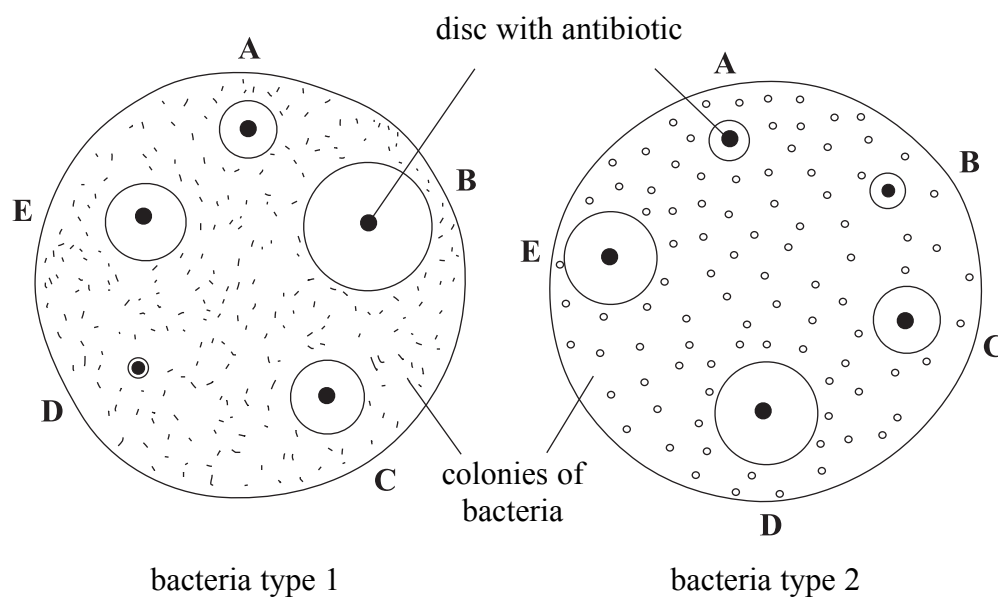 disc with antibiotic
A
B
C
D
E
A
B
C
D
E
colonies of
bacteria
bacteria type 1
bacteria type 2